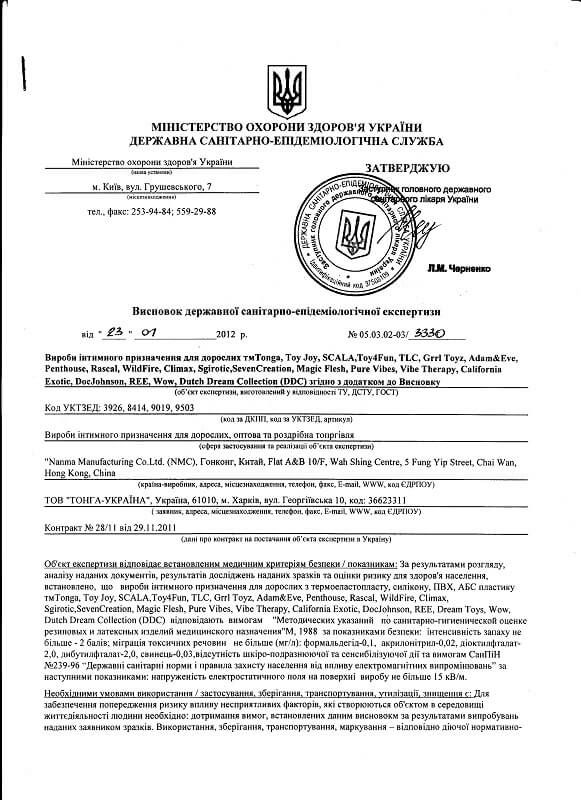 МІНІСТЕРСТВО ОХОРОНИ ЗДОРОВ'Я УКРАЇНИ
ДЕРЖАВНА САНІТАРНО-ЕПІДЕМІОЛОГІЧНА СЛУЖБА
Міністерство охорони здоров'я України
(назва установи)
м. Київ, вул. Грушевського, 7
(місцезнаходження)
тел., факс: 253-94-84; 559-29-88
ЗАТВЕРДЖУЮ
Заступник головного державного
санітарного лікаря України
ДЕРЖАВНА САНІТАРНО-ЕПІДЕМІОЛОГІЧНА СЛУЖБА УКРАЇНИ
Заступник головного державного санітарного лікаря України
Ідентифікаційний код 37508109
Л.М. Черненко
Висновок державної санітарно-епідеміологічної експертизи
від " 23 " 01 2012 р. № 05.03.02-03/ 3330
Вироби інтимного призначення для дорослих тмTonga, Toy Joy, SCALA,Toy4Fun, TLC, Grrl Toyz, Adam&Eve,
Penthouse, Rascal, WildFire, Climax, Sgirotic,SevenCreation, Magic Flesh, Pure Vibes, Vibe Therapy, California
Exotic, DocJohnson, REE, Wow, Dutch Dream Collection (DDC) згідно з додатком до Висновку
(об'єкт експертизи, виготовлений у відповідності ТУ, ДСТУ, ГОСТ)
Код УКТЗЕД: 3926, 8414, 9019, 9503
(код за ДКПП, код за УКТЗЕД, артикул)
Вироби інтимного призначення для дорослих, оптова та роздрібна топргівля
(сфера застосування та реалізації об'єкта експертизи)
"Nanma Manufacturing Co.Ltd. (NMC), Гонконг, Китай, Flat A&B 10/F, Wah Shing Centre, 5 Fung Yip Street, Chai Wan,
Hong Kong, China
(країна-виробник, адреса, місцезнаходження, телефон, факс, E-mail, WWW, код ЄДРПОУ)
ТОВ "ТОНГА-УКРАЇНА", Україна, 61010, м. Харків, вул. Георгіївська 10, код: 36623311
( заявник, адреса, місцезнаходження, телефон, факс, E-mail, WWW, код ЄДРПОУ)
Контракт № 28/11 від 29.11.2011
(дані про контракт на постачання об'єкта експертизи в Україну)
Об'єкт експертизи відповідає встановленим медичним критеріям безпеки / показникам: За результатами розгляду,
аналізу наданих документів, результатів досліджень наданих зразків та оцінки ризику для здоров'я населення,
встановлено, що вироби інтимного призначення для дорослих з термоеластопласту, силікону, ПВХ, АБС пластику
тмTonga, Toy Joy, SCALA,Toy4Fun, TLC, Grrl Toyz, Adam&Eve, Penthouse, Rascal, WildFire, Climax,
Sgirotic,SevenCreation, Magic Flesh, Pure Vibes, Vibe Therapy, California Exotic, DocJohnson, REE, Dream Toys, Wow,
Dutch Dream Collection (DDC) відповідають вимогам "Методических указаний по санитарно-гигиенической оценке
резиновых и латексных изделий медицинского назначения"М, 1988 за показниками безпеки: інтенсивність запаху не
більше - 2 балів; міграція токсичних речовин не більше (мг/л): формальдегід-0,1, акрилонітрил-0,02, діоктилфталат-
2,0, дибутилфталат-2,0, свинець-0,03,відсутність шкіро-подразнюючої та сенсибілізуючої дії та вимогам СанПіН
№239-96 "Державні санітарні норми і правила захисту населення від впливу електромагнітних випромінювань" за
наступними показниками: напруженість електростатичного поля на поверхні виробу не більше 15 кВ/м.
Необхідними умовами використання / застосування, зберігання, транспортування, утилізації, знищення є: Для
забезпечення попередження ризику впливу несприятливих факторів, які створюються об'єктом в середовищі
життєдіяльності людини необхідно: дотримання вимог, встановлених даним висновком за результатами випробувань
наданих заявником зразків. Використання, зберігання, транспортування, маркування – відповідно діючої нормативно-